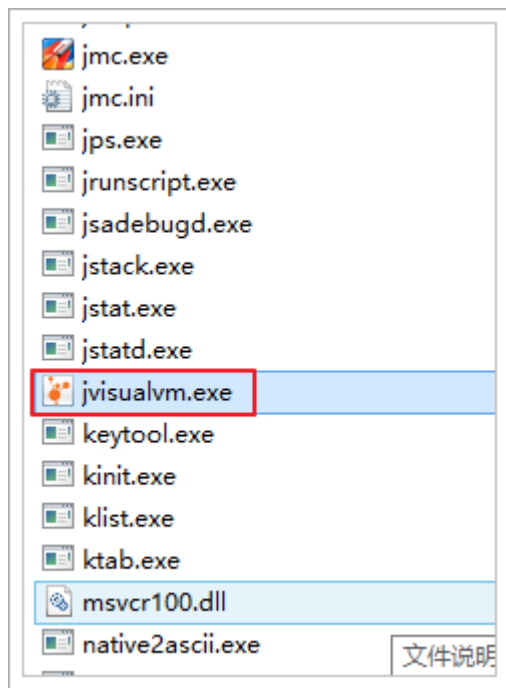 jmc.exe
jmc.ini
jps.exe
jrunscript.exe
jsadebugd.exe
jstack.exe
jstat.exe
jstatd.exe
jvisualvm.exe
keytool.exe
kinit.exe
klist.exe
ktab.exe
msvcr100.dll
native2ascii.exe
文件说明